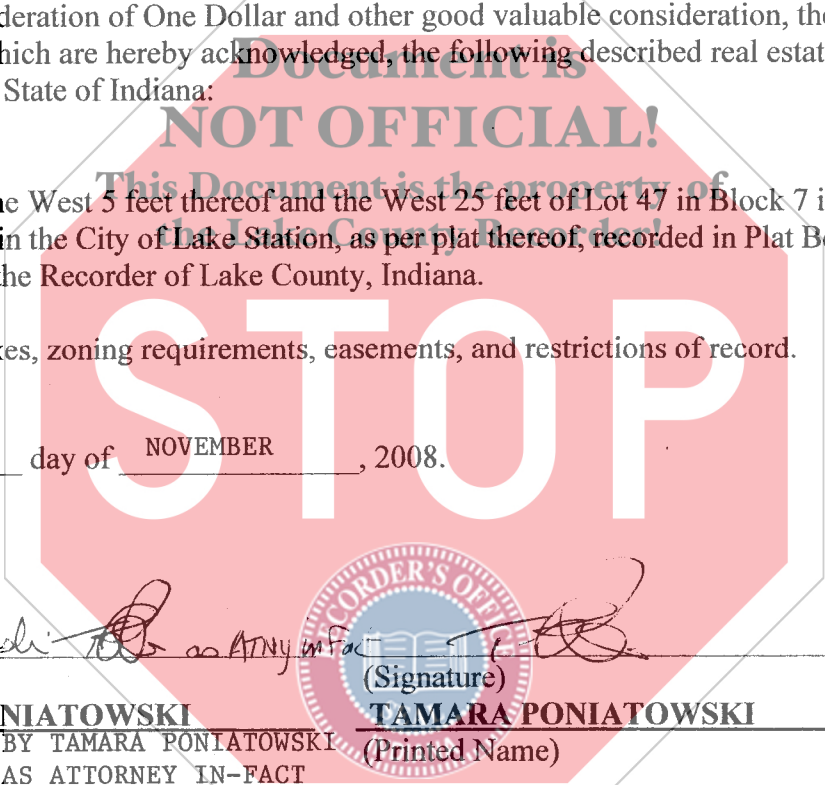 deration of One Dollar and other good valuable consideration, the
hich are hereby acknowledged, the following described real estat
Document is
State of Indiana:
NOT OFFICIAL!
This Document is the property of
e West 5 feet thereof and the West 25 feet of Lot 47 in Block 7 i
the Lake County Recorder!
in the City of Lake Station, as per plat thereof, recorded in Plat B
he Recorder of Lake County, Indiana.
STOP
es, zoning requirements, easements, and restrictions of record.
day of NOVEMBER, 2008.
RECORDER'S OFFICE
as ATNY in Fac
(Signature)
NIATOWSKI TAMARA PONIATOWSKI
BY TAMARA PONIATOWSKI (Printed Name)
AS ATTORNEY IN-FACT